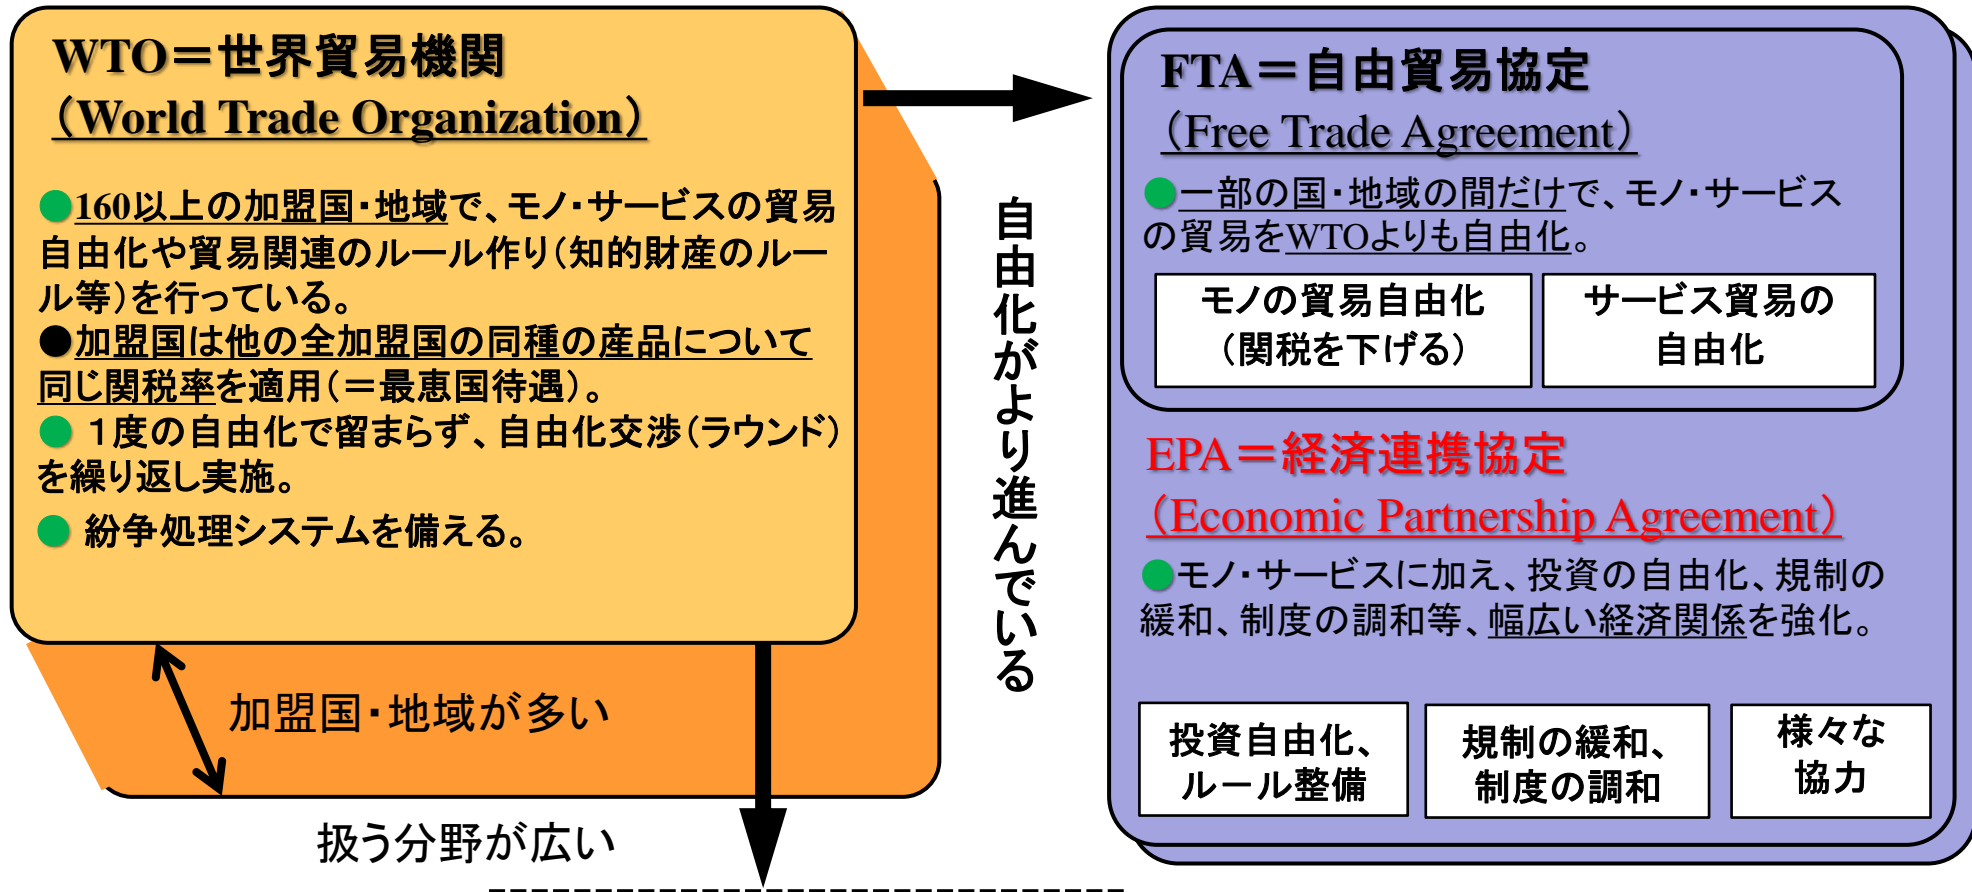 WTO＝世界貿易機関
（World Trade Organization）
●160以上の加盟国・地域で、モノ・サービスの貿易
自由化や貿易関連のルール作り（知的財産のルー
ル等）を行っている。
●加盟国は他の全加盟国の同種の産品について
同じ関税率を適用（＝最恵国待遇）。
● １度の自由化で留まらず、自由化交渉（ラウンド）
を繰り返し実施。
● 紛争処理システムを備える。
加盟国・地域が多い
扱う分野が広い
自由化がより進んでいる
FTA＝自由貿易協定
（Free Trade Agreement）
●一部の国・地域の間だけで、モノ・サービス
の貿易をWTOよりも自由化。
モノの貿易自由化
（関税を下げる）
サービス貿易の
自由化
EPA＝経済連携協定
（Economic Partnership Agreement）
●モノ・サービスに加え、投資の自由化、規制の
緩和、制度の調和等、幅広い経済関係を強化。
投資自由化、
ルール整備
規制の緩和、
制度の調和
様々な
協力